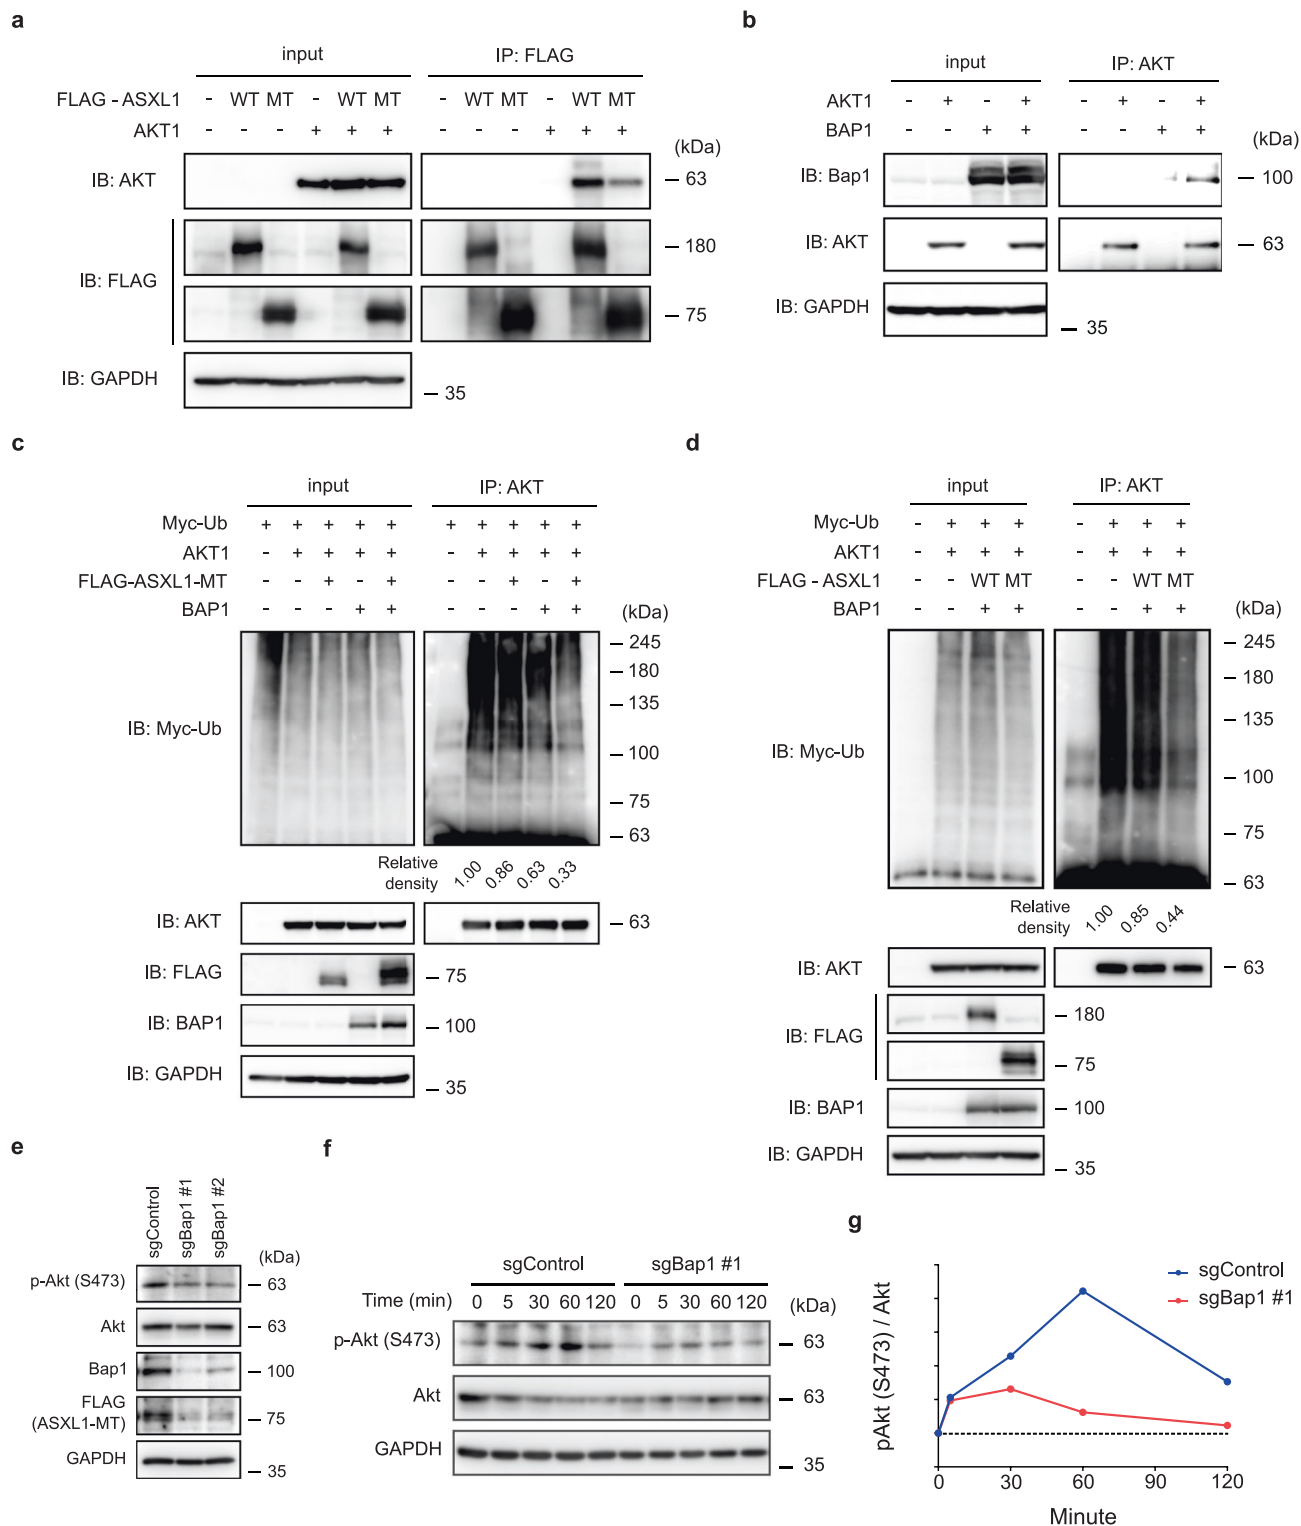 a
input
IP: FLAG
FLAG - ASXL1 - WT MT - WT MT - WT MT - WT MT
AKT1 - - - + + + - - - + + +
(kDa)
IB: AKT
63
IB: FLAG
180
75
IB: GAPDH
35
b
input
IP: AKT
AKT1 - + - + - + - +
BAP1 - - + + - - + +
(kDa)
IB: Bap1
100
IB: AKT
63
IB: GAPDH
35
c
input
IP: AKT
Myc-Ub + + + + + + + + + +
AKT1 - + + + + - + + + +
FLAG-ASXL1-MT - - + - + - - + - +
BAP1 - - - + + - - - + +
(kDa)
IB: Myc-Ub
245
180
135
100
75
63
Relative density 1.00 0.86 0.63 0.33
IB: AKT
63
IB: FLAG
75
IB: BAP1
100
IB: GAPDH
35
d
input
IP: AKT
Myc-Ub - + + + - + + +
AKT1 - + + + - + + +
FLAG - ASXL1 - - WT MT - - WT MT
BAP1 - - + + - - + +
(kDa)
IB: Myc-Ub
245
180
135
100
75
63
Relative density 1.00 0.85 0.44
IB: AKT
63
IB: FLAG
180
75
IB: BAP1
100
IB: GAPDH
35
e
sgControl
sgBap1 #1
sgBap1 #2
(kDa)
p-Akt (S473)
63
Akt
63
Bap1
100
FLAG
(ASXL1-MT)
75
GAPDH
35
f
sgControl
sgBap1 #1
Time (min) 0 5 30 60 120 0 5 30 60 120
(kDa)
p-Akt (S473)
63
Akt
63
GAPDH
35
g
sgControl
sgBap1 #1
pAkt (S473) / Akt
0 30 60 90 120
Minute